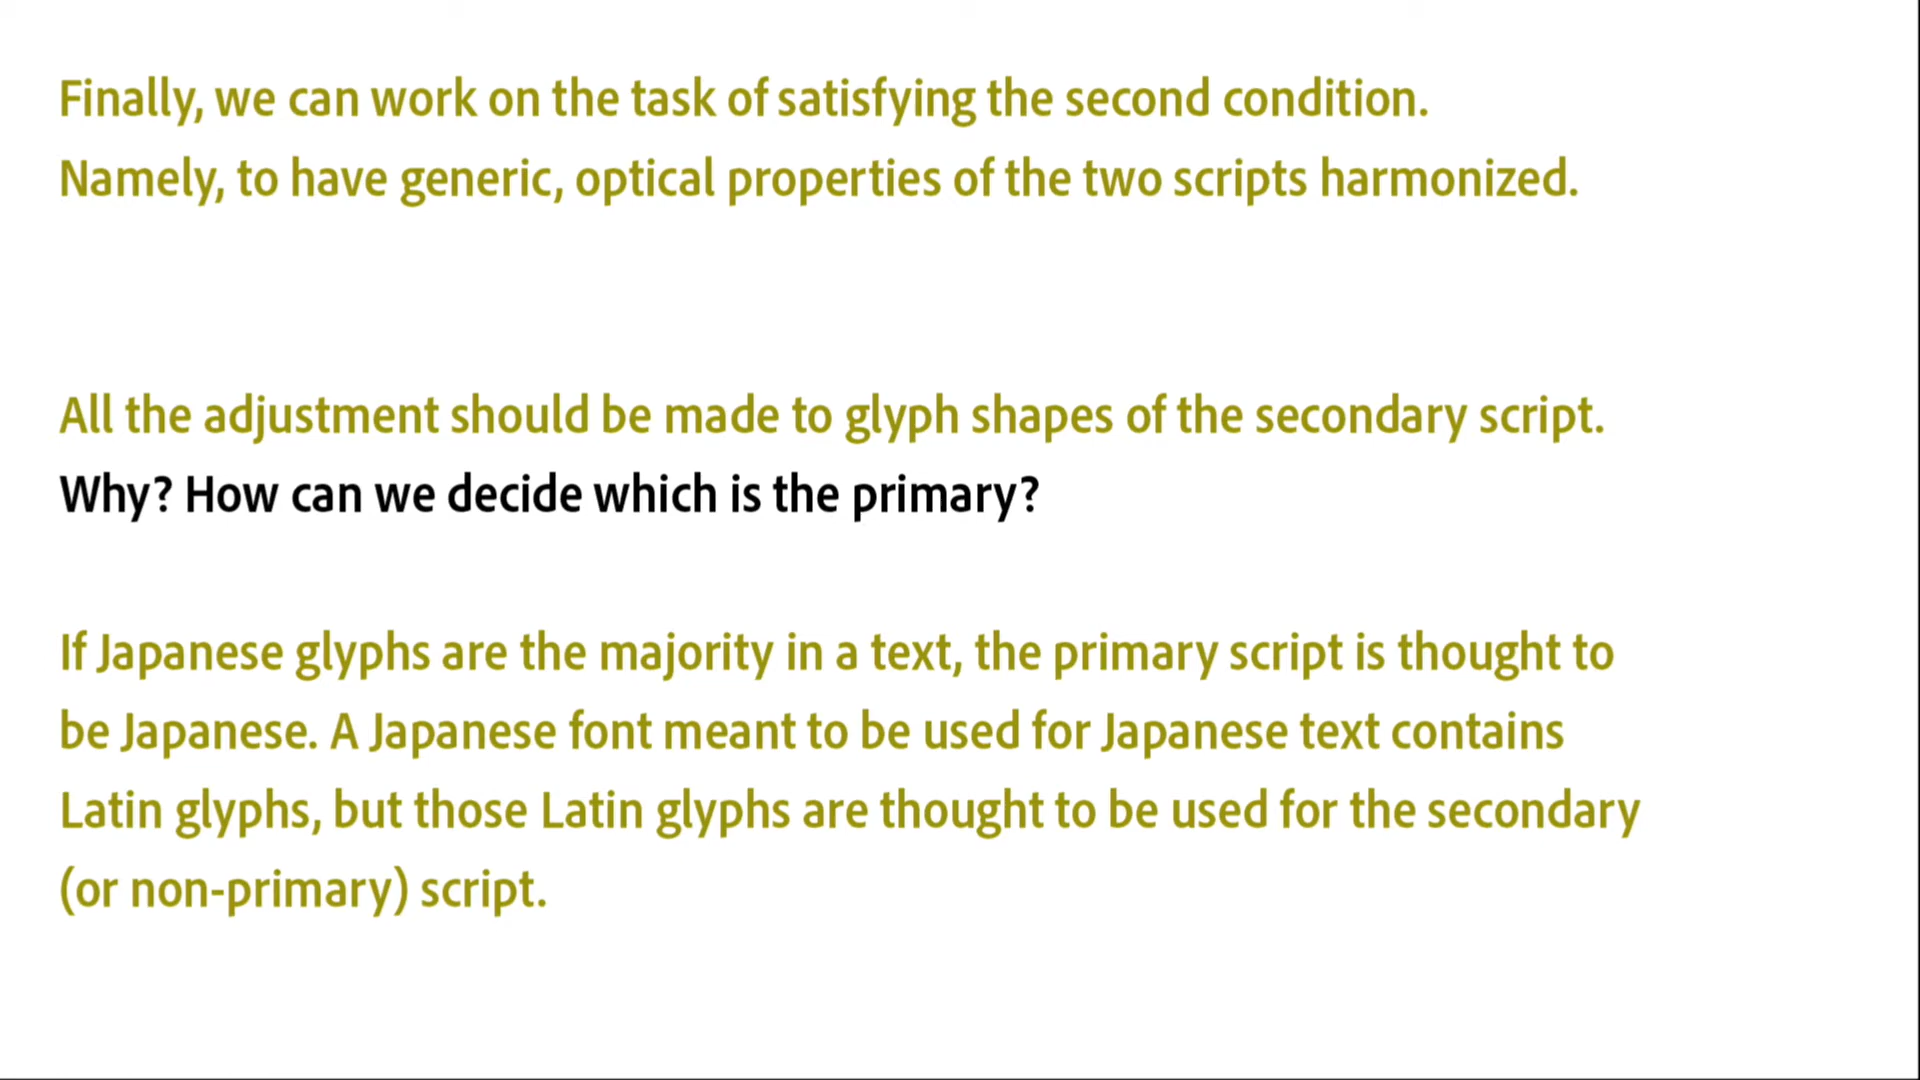 Finally, we can work on the task of satisfying the second condition.
Namely, to have generic, optical properties of the two scripts harmonized.
All the adjustment should be made to glyph shapes of the secondary script.
Why? How can we decide which is the primary?
If Japanese glyphs are the majority in a text, the primary script is thought to
be Japanese. A Japanese font meant to be used for Japanese text contains
Latin glyphs, but those Latin glyphs are thought to be used for the secondary
(or non-primary) script.